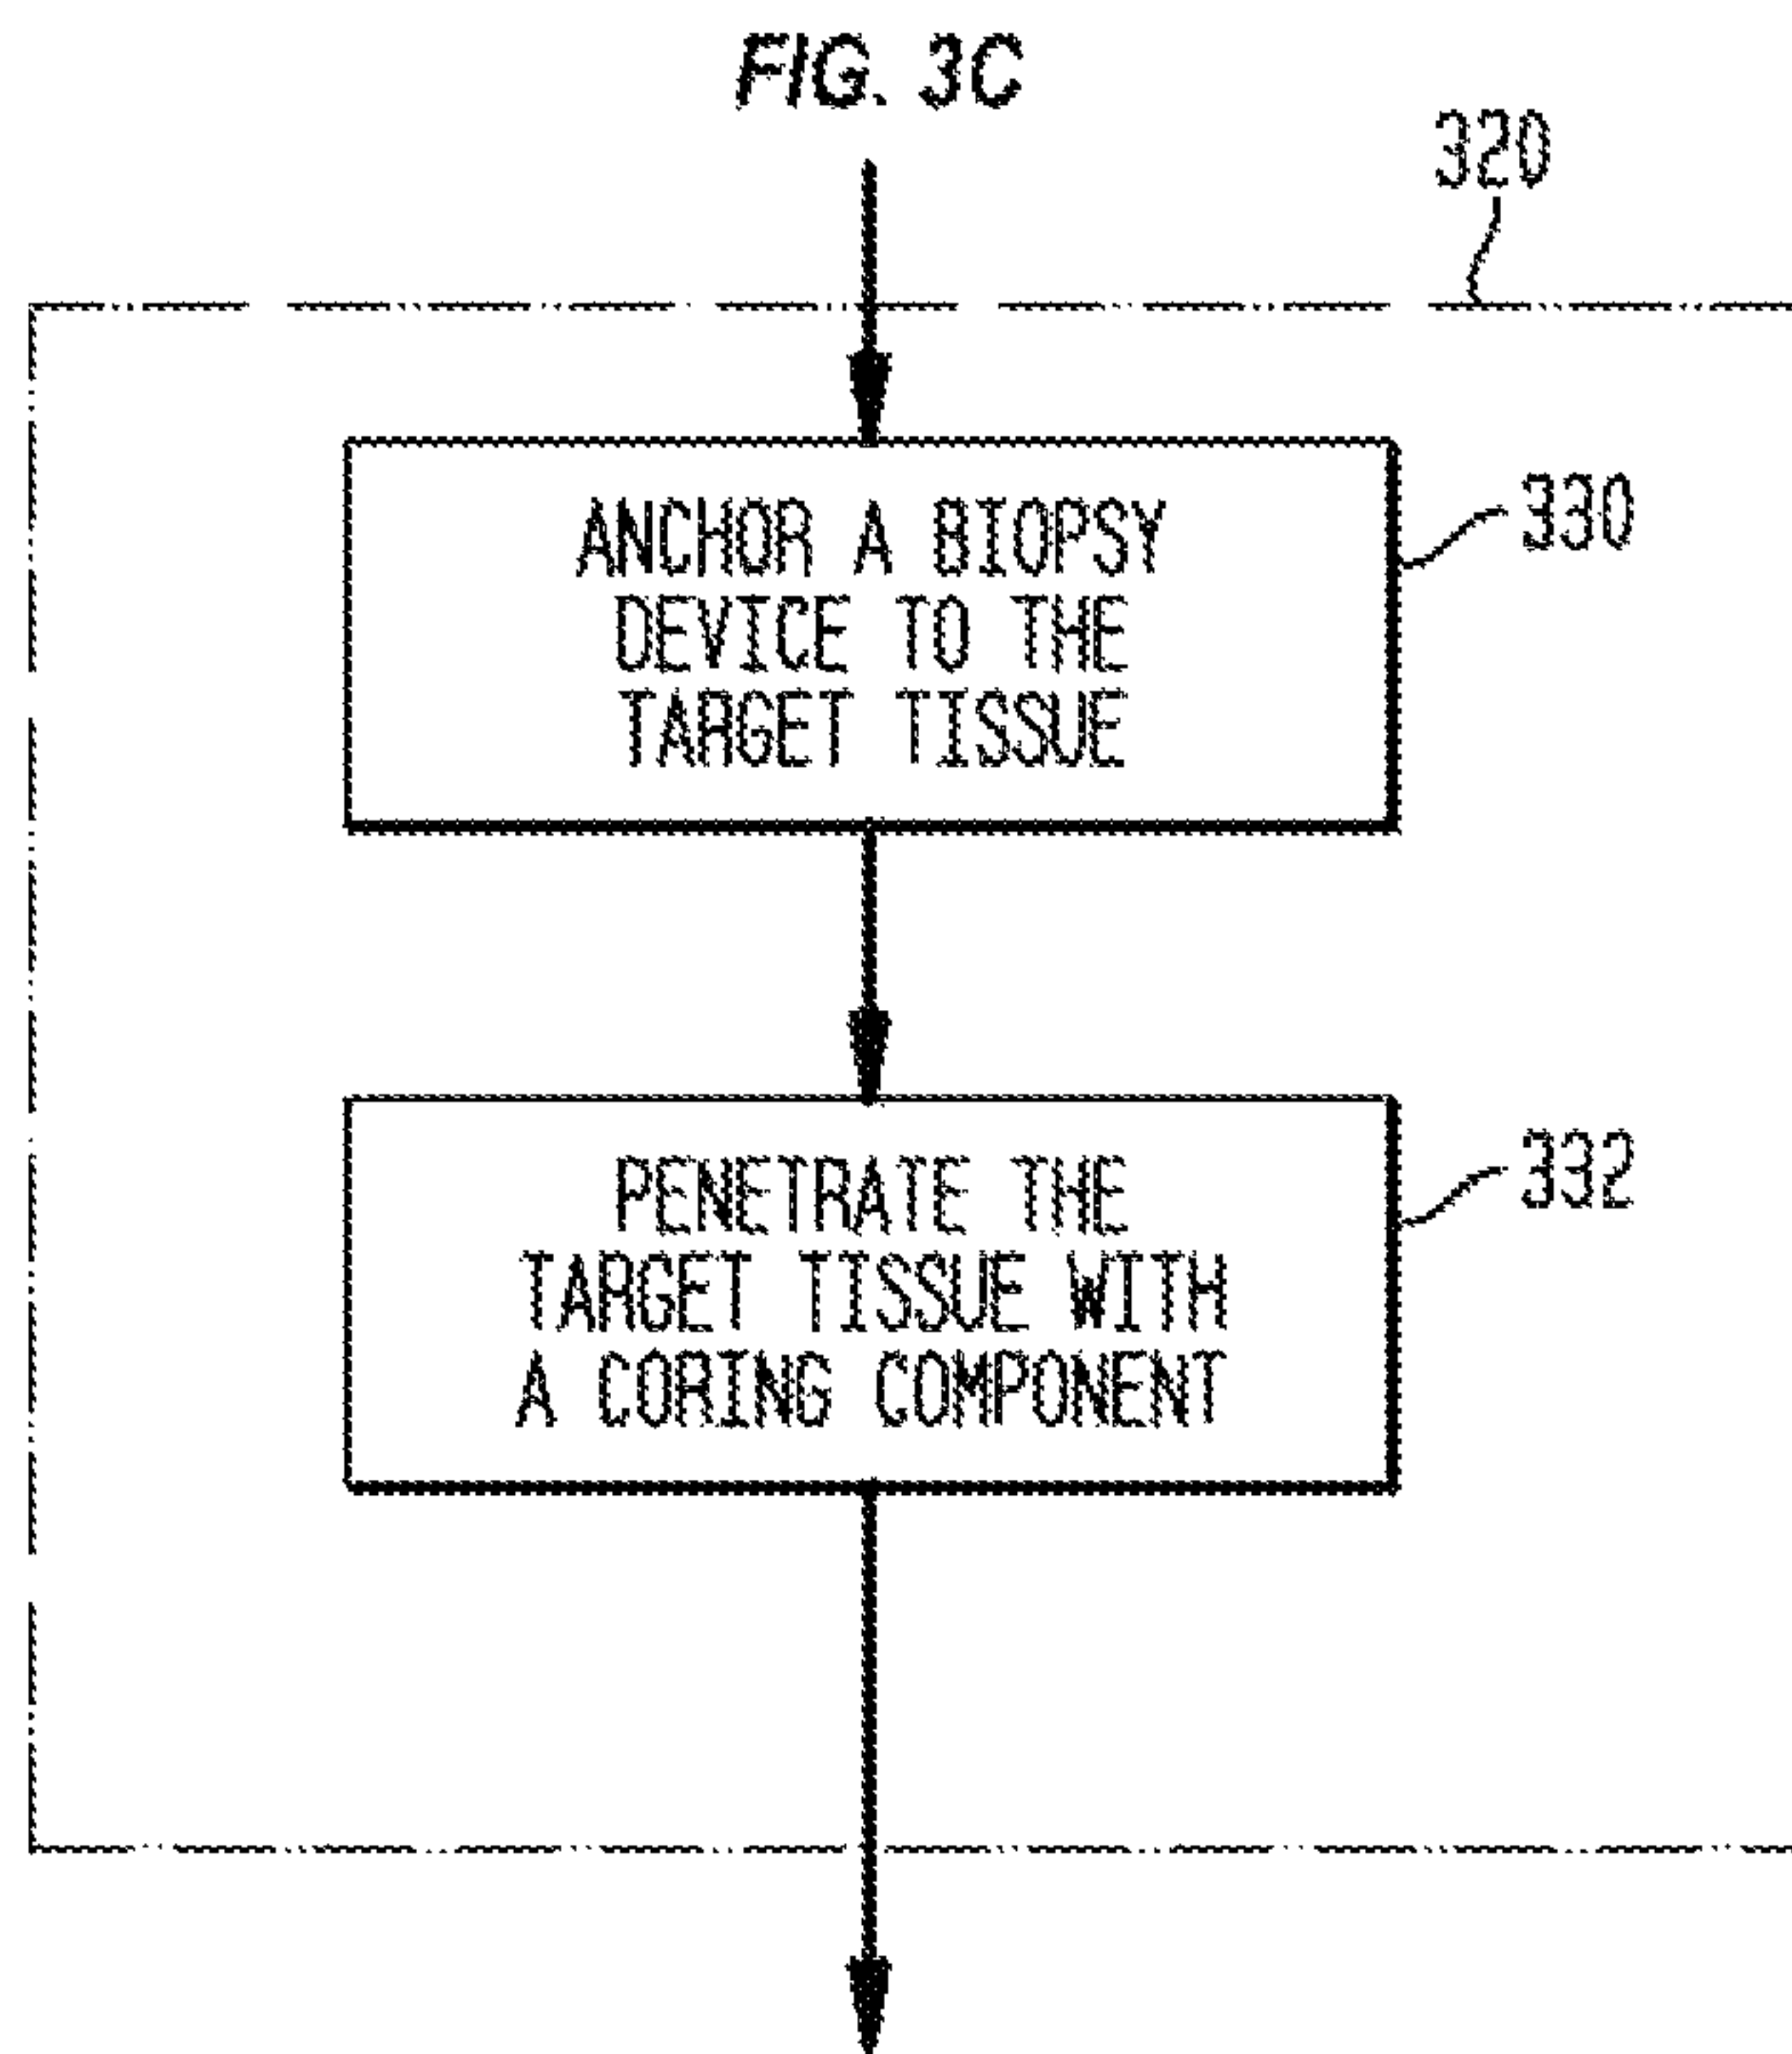 FIG. 3C
320
ANCHOR A BIOPSY
DEVICE TO THE
TARGET TISSUE
330
PENETRATE THE
TARGET TISSUE WITH
A CORING COMPONENT
332